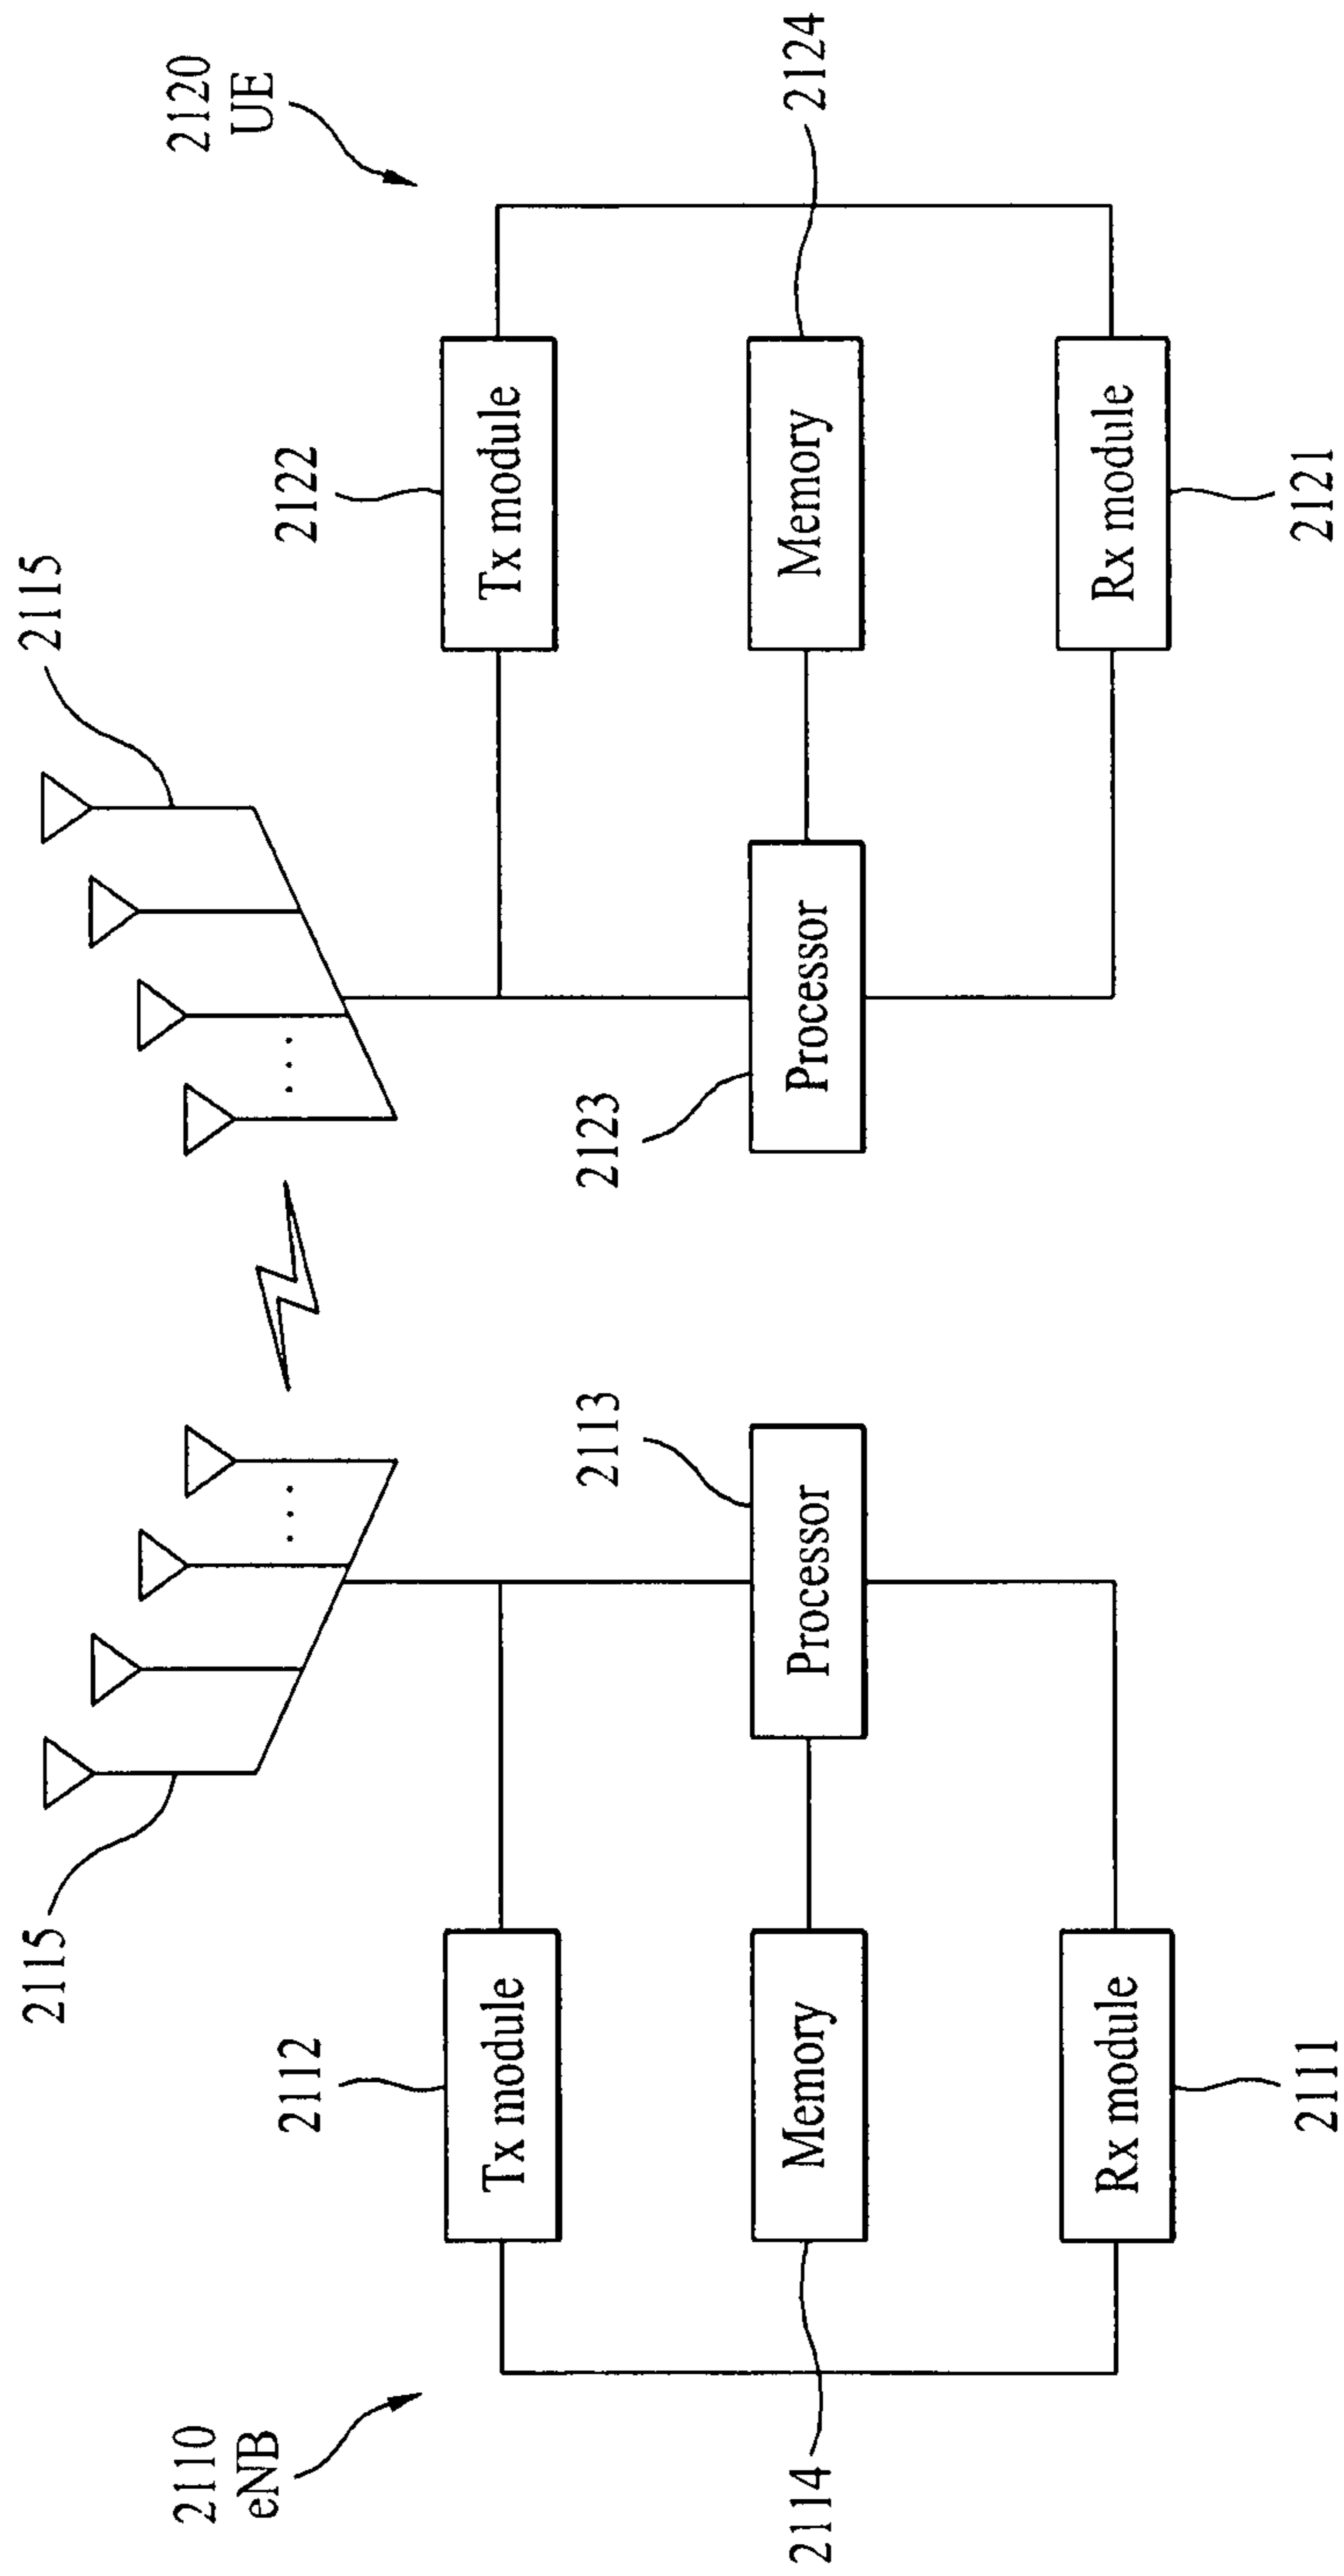 2110
eNB
2115
2112
Tx module
2113
Memory
Processor
2114
Rx module
2111
2120
UE
2115
2122
Tx module
2123
Processor
Memory
2124
Rx module
2121